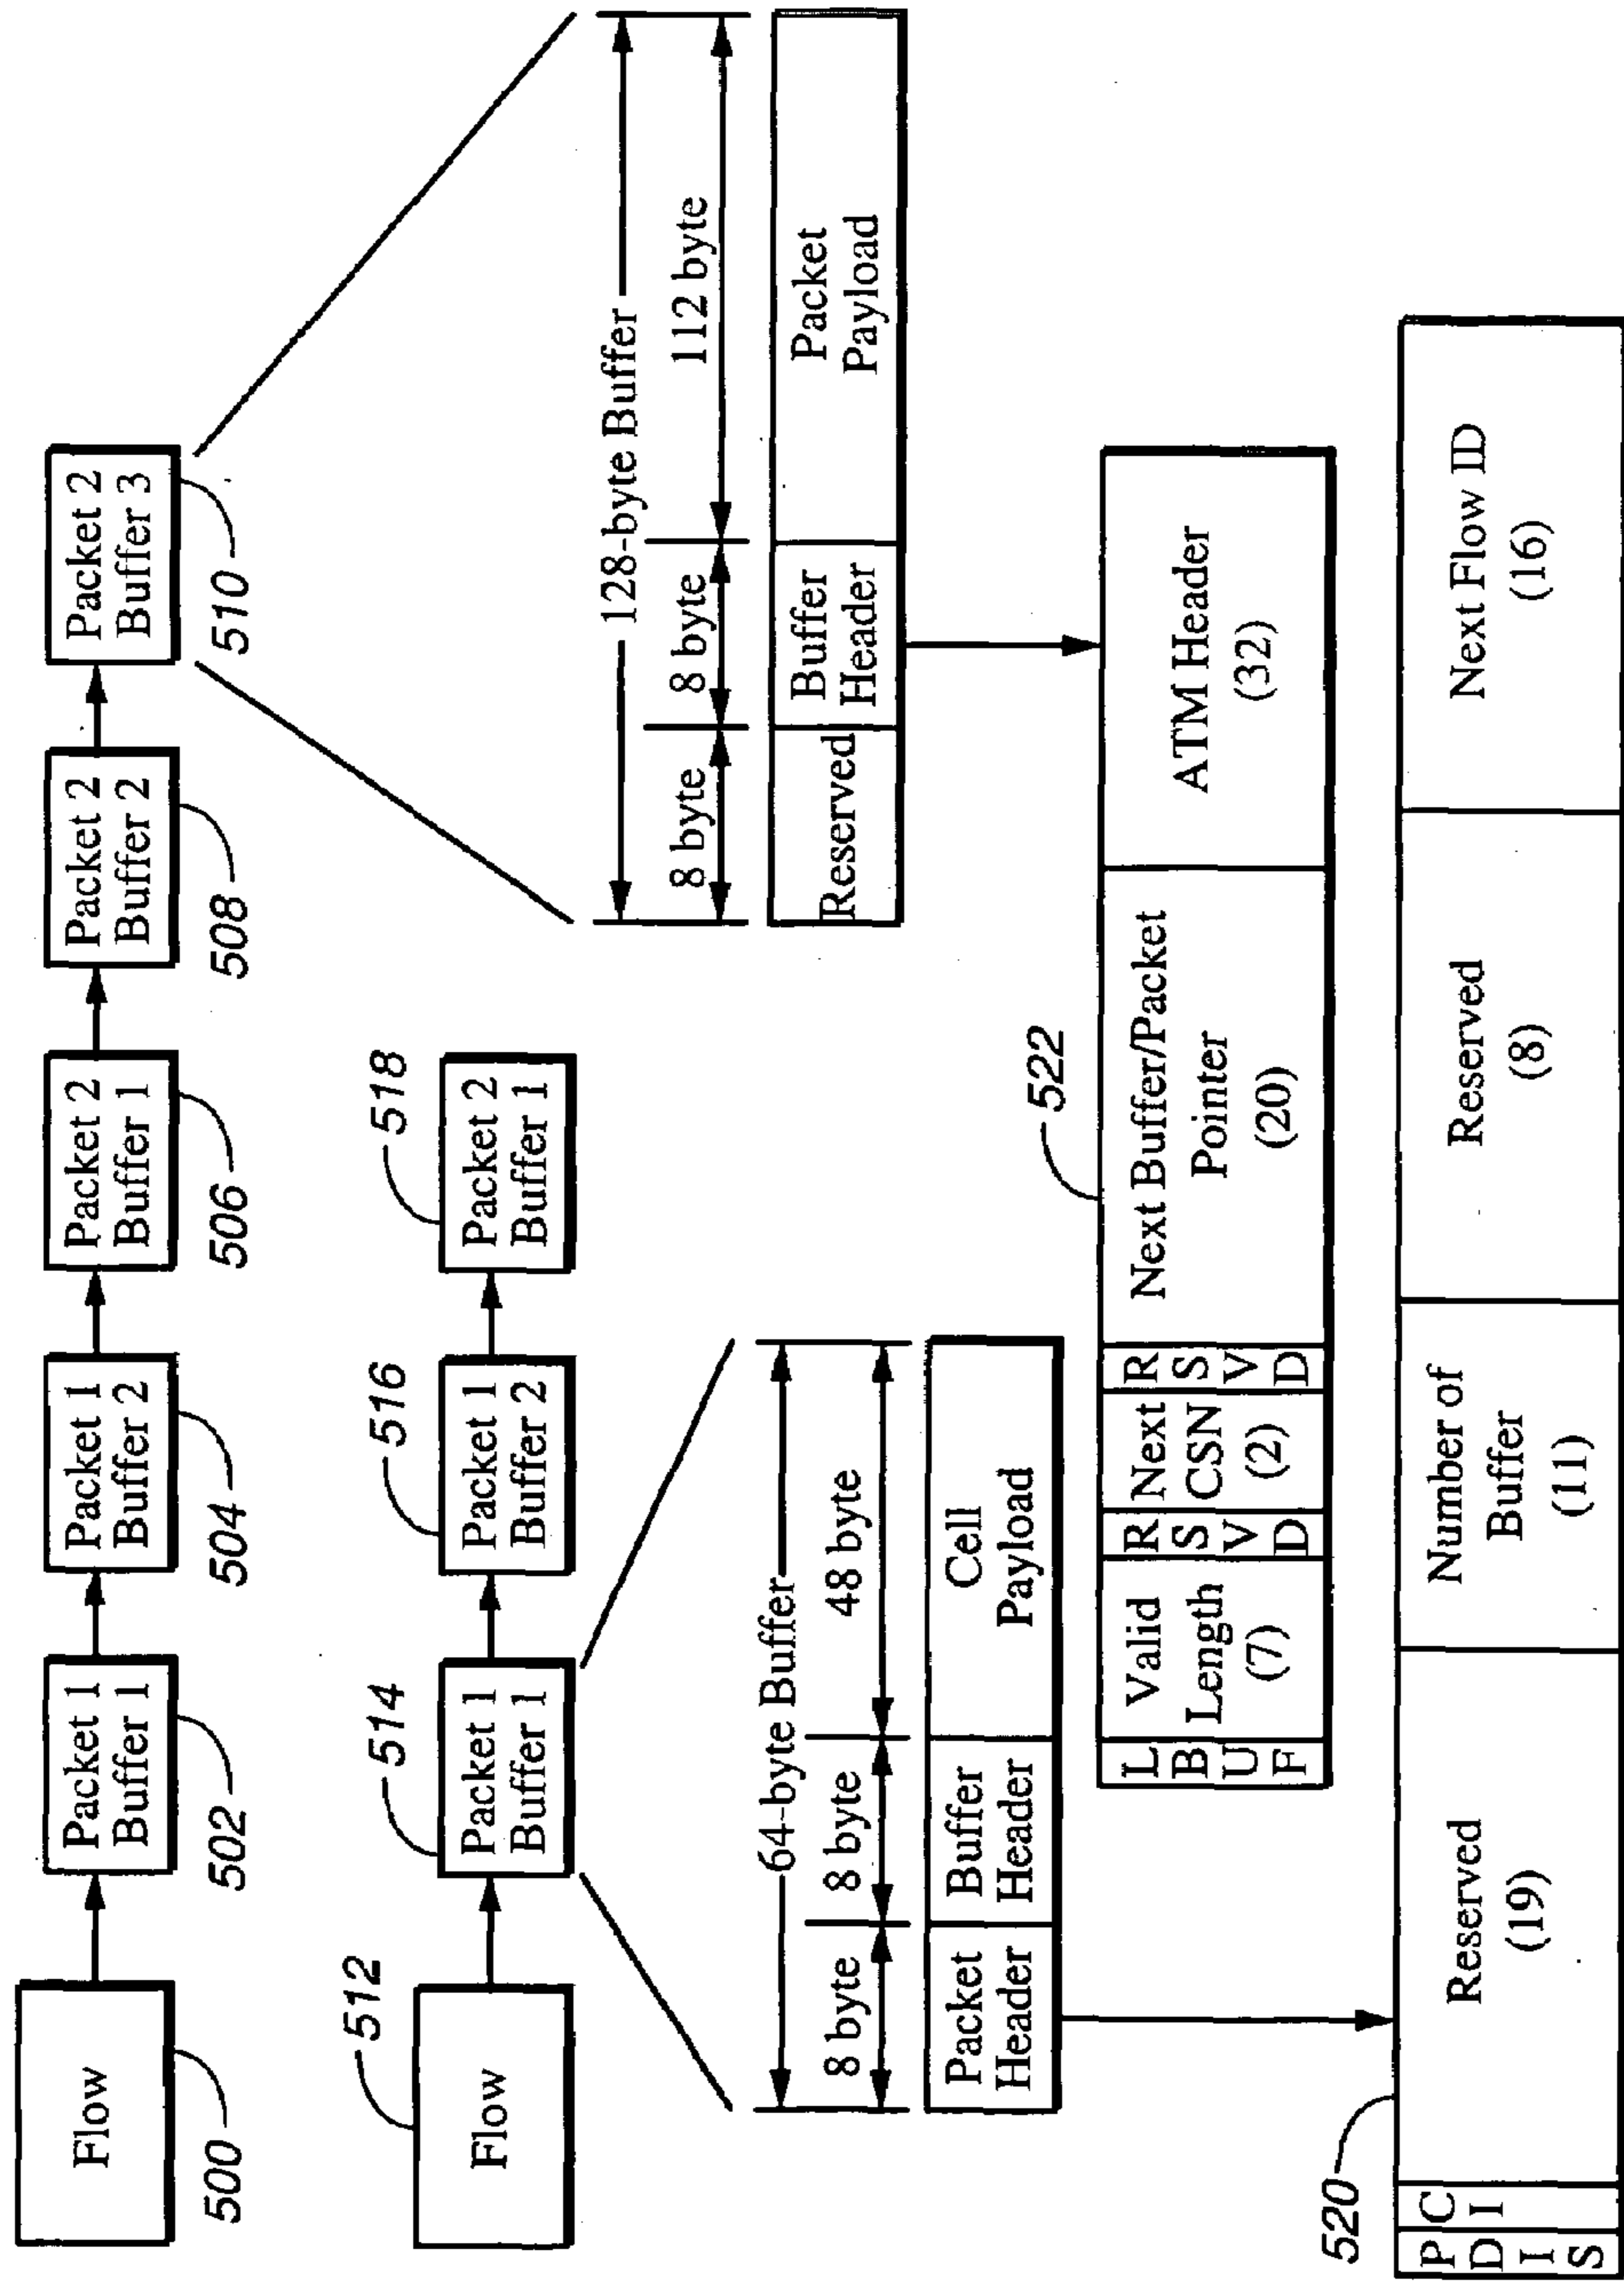 Flow
500
Packet 1
Buffer 1
502
Packet 1
Buffer 2
504
Packet 2
Buffer 1
506
Packet 2
Buffer 2
508
Packet 2
Buffer 3
510
Flow
512
Packet 1
Buffer 1
514
Packet 1
Buffer 2
516
Packet 2
Buffer 1
518
128-byte Buffer
8 byte
8 byte
112 byte
Reserved
Buffer
Header
Packet
Payload
64-byte Buffer
8 byte
8 byte
48 byte
Packet
Header
Buffer
Header
Cell
Payload
522
L
B
U
F
Valid
Length
(7)
R
S
V
D
Next
CSN
(2)
R
S
V
D
Next Buffer/Packet
Pointer
(20)
ATM Header
(32)
520
P
D
I
S
C
I
Reserved
(19)
Number of
Buffer
(11)
Reserved
(8)
Next Flow ID
(16)